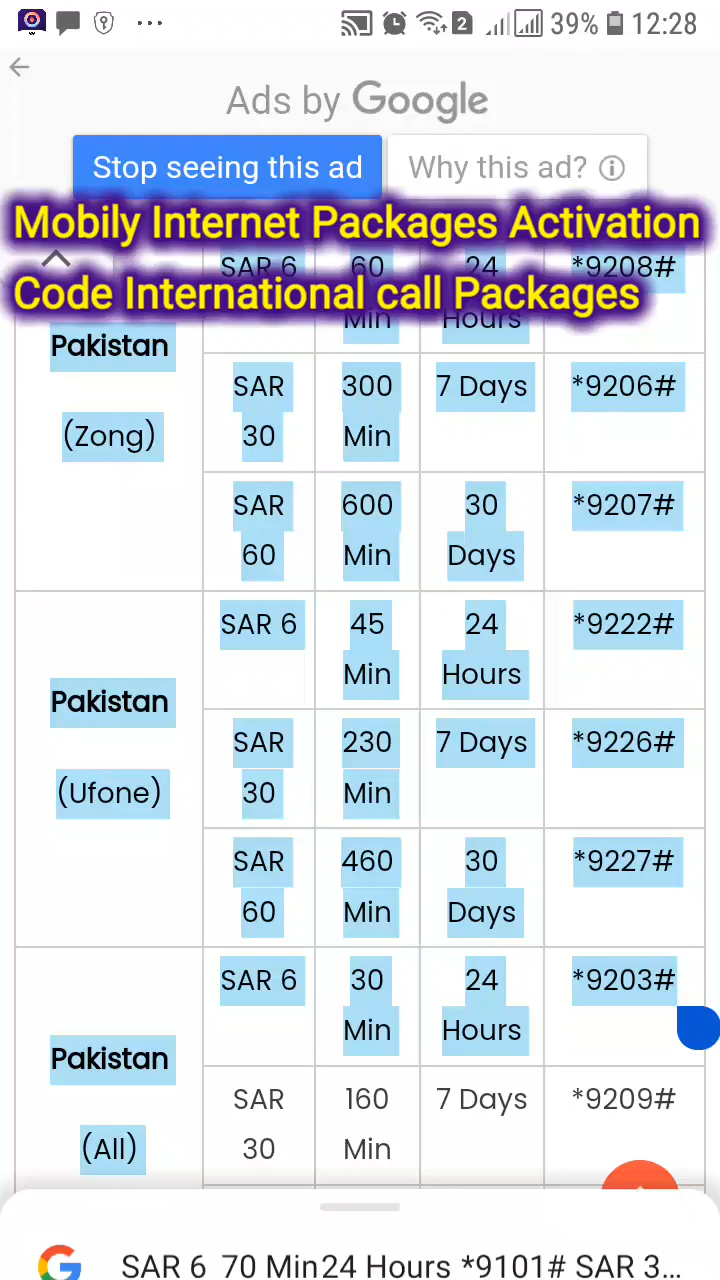 39% 12:28
Ads by Google
Stop seeing this ad Why this ad?
Mobily Internet Packages Activation
SAR 6 60 24 *9208#
Code International call Packages
Min Hours
Pakistan
SAR 300 7 Days *9206#
(Zong) 30 Min
SAR 600 30 *9207#
60 Min Days
SAR 6 45 24 *9222#
Min Hours
Pakistan
SAR 230 7 Days *9226#
(Ufone) 30 Min
SAR 460 30 *9227#
60 Min Days
SAR 6 30 24 *9203#
Min Hours
Pakistan
SAR 160 7 Days *9209#
(All) 30 Min
SAR 6 70 Min24 Hours *9101# SAR 3...